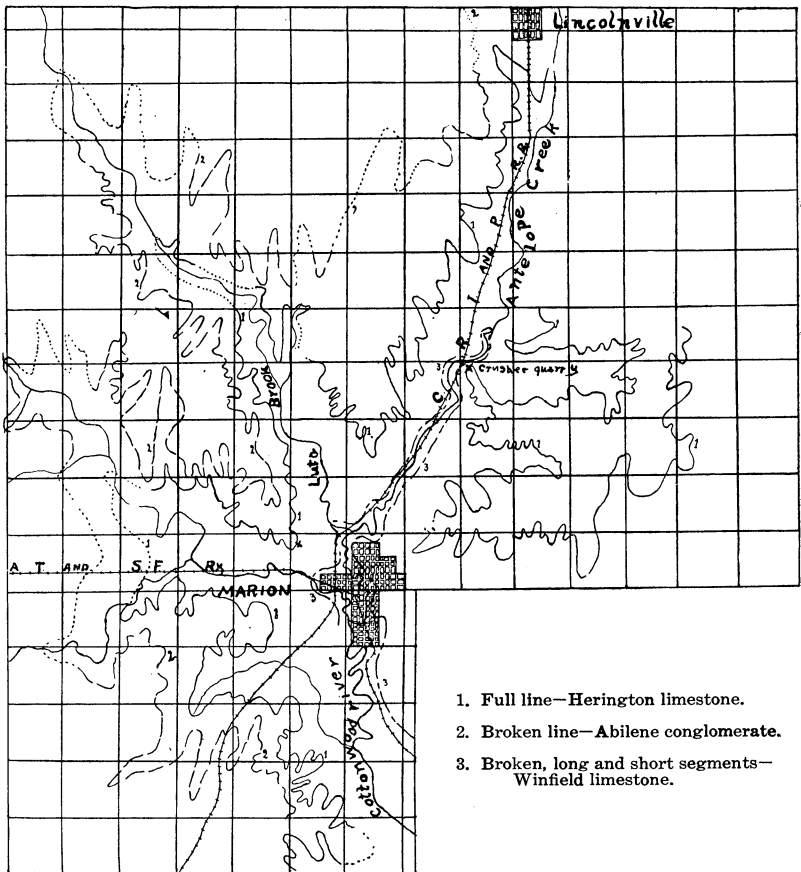 Lincolnville
Antelope Creek
C. R. I AND P R.R.
x Crusher quarry
Luta Brook
A T. AND S F Ry
MARION
Cottonwood river
1. Full line—Herington limestone.
2. Broken line—Abilene conglomerate.
3. Broken, long and short segments—
Winfield limestone.